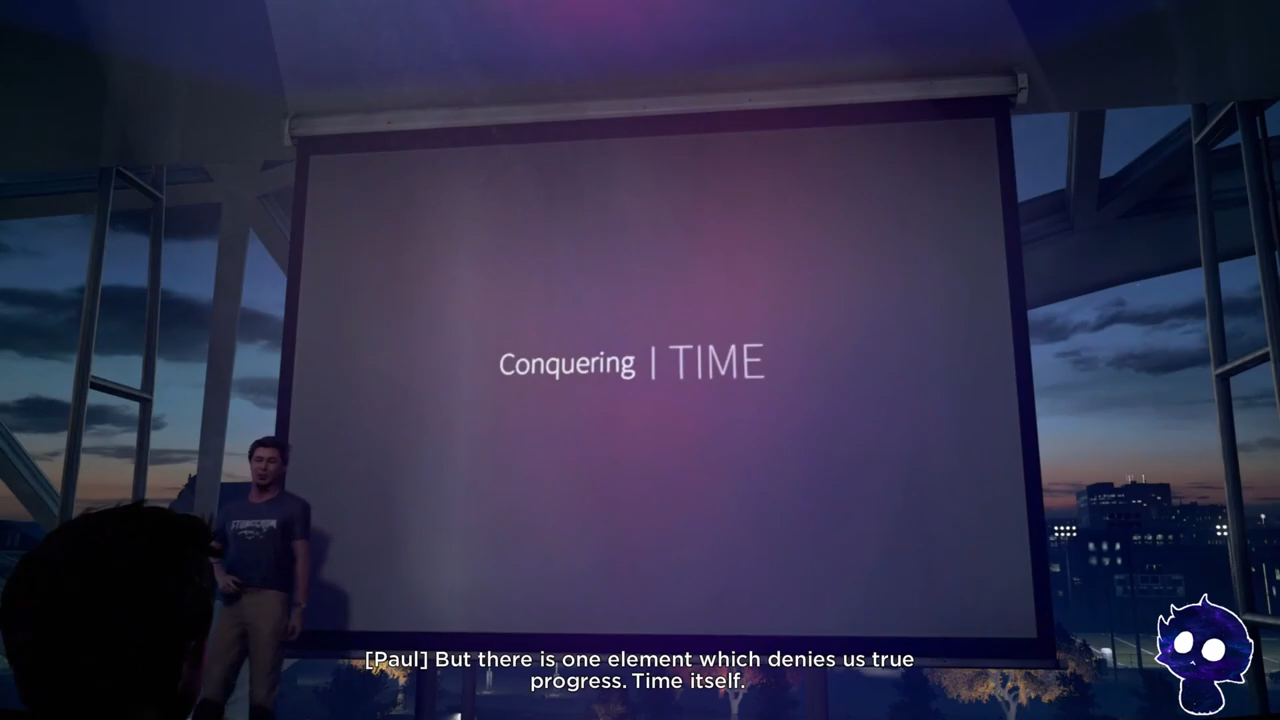 Conquering | TIME
[Paul] But there is one element which denies us true
progress. Time itself.